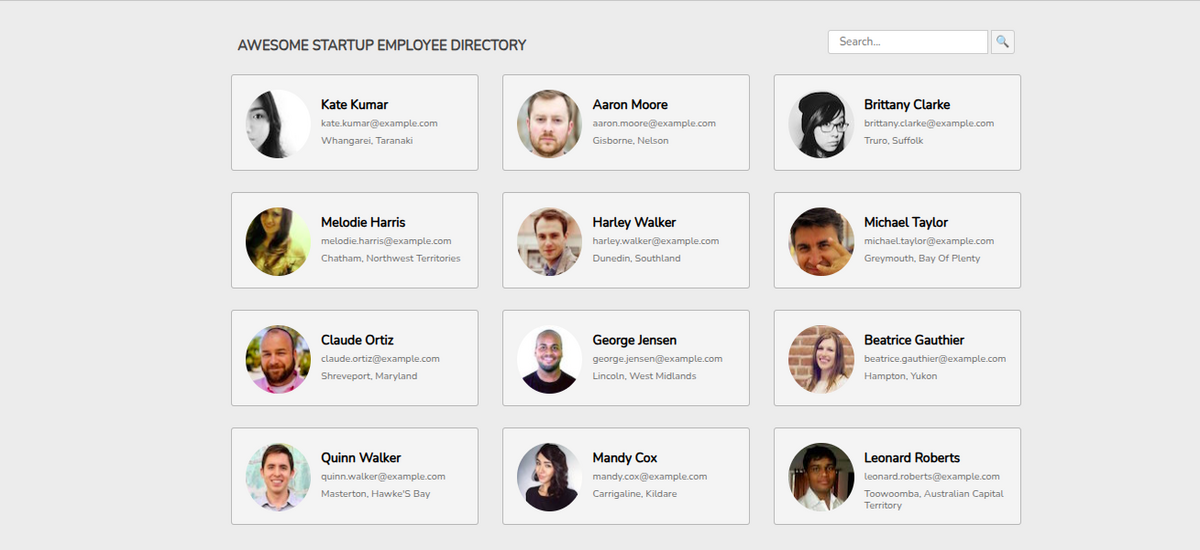 AWESOME STARTUP EMPLOYEE DIRECTORY
Search...
Kate Kumar
kate.kumar@example.com
Whangarei, Taranaki
Aaron Moore
aaron.moore@example.com
Gisborne, Nelson
Brittany Clarke
brittany.clarke@example.com
Truro, Suffolk
Melodie Harris
melodie.harris@example.com
Chatham, Northwest Territories
Harley Walker
harley.walker@example.com
Dunedin, Southland
Michael Taylor
michael.taylor@example.com
Greymouth, Bay Of Plenty
Claude Ortiz
claude.ortiz@example.com
Shreveport, Maryland
George Jensen
george.jensen@example.com
Lincoln, West Midlands
Beatrice Gauthier
beatrice.gauthier@example.com
Hampton, Yukon
Quinn Walker
quinn.walker@example.com
Masterton, Hawke'S Bay
Mandy Cox
mandy.cox@example.com
Carrigaline, Kildare
Leonard Roberts
leonard.roberts@example.com
Toowoomba, Australian Capital
Territory